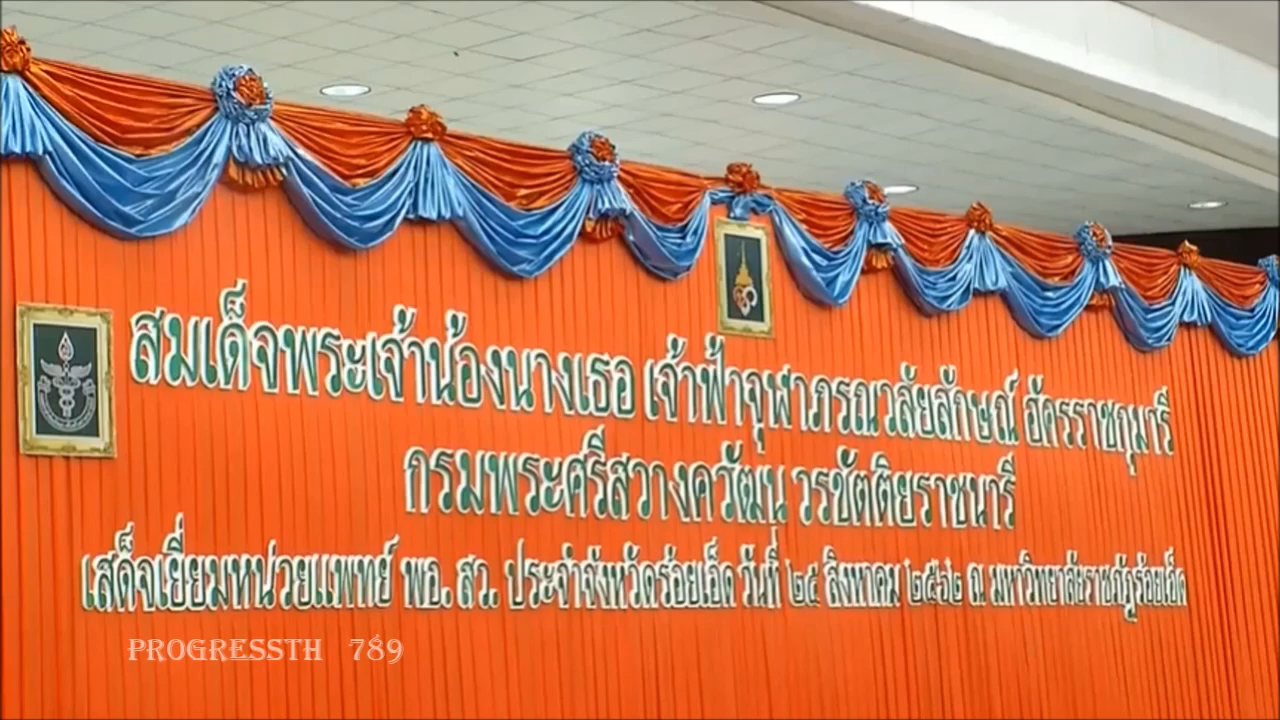 สมเด็จพระเจ้าน้องนางเธอ เจ้าฟ้าจุฬาภรณวลัยลักษณ์ อัครราชกุมารี
กรมพระศรีสวางควัฒน วรขัตติยราชนารี
เสด็จเยี่ยมหน่วยแพทย์ พอ. สว. ประจำจังหวัดร้อยเอ็ด วันที่ ๒๕ สิงหาคม ๒๕๖๒ ณ มหาวิทยาลัยราชภัฏร้อยเอ็ด
PROGRESSTH 789